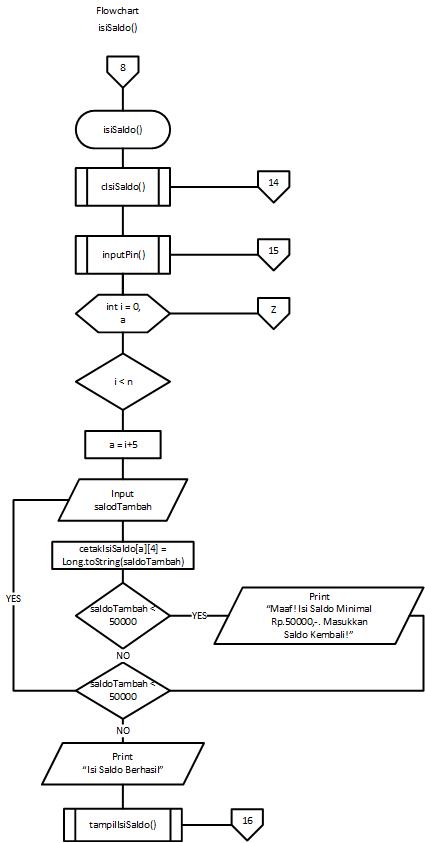 Flowchart
isiSaldo()
8
isiSaldo()
cIsiSaldo()
14
inputPin()
15
int i = 0,
a
Z
i < n
a = i+5
Input
salodTambah
cetakIsiSaldo[a][4] =
Long.toString(saldoTambah)
saldoTambah <
50000
YES
Print
“Maaf! Isi Saldo Minimal
Rp.50000,-. Masukkan
Saldo Kembali!”
YES
NO
saldoTambah <
50000
NO
Print
“Isi Saldo Berhasil”
tampilIsiSaldo()
16